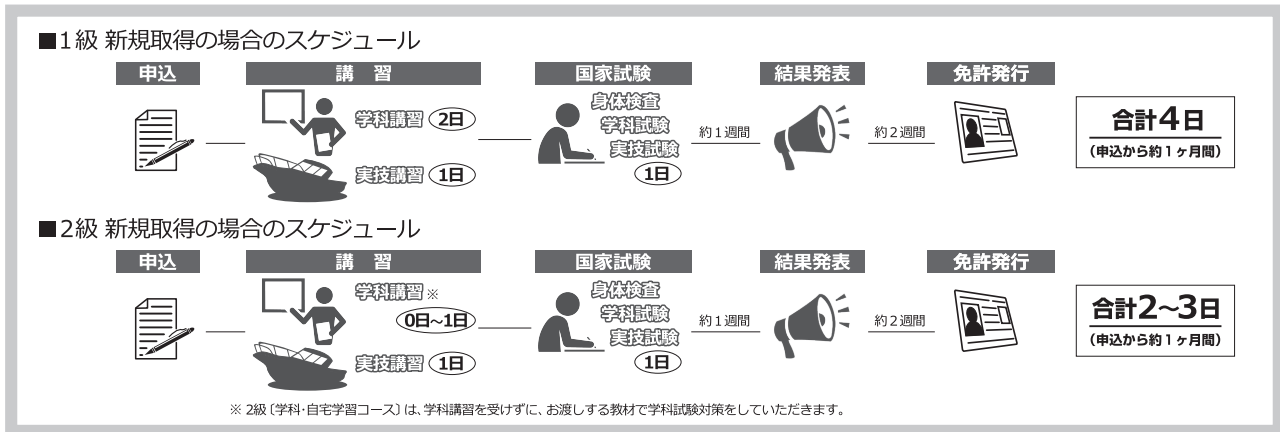 ■1級 新規取得の場合のスケジュール
申込
講 習
国家試験
結果発表
免許発行
学科講習 2日
実技講習 1日
身体検査
学科試験
実技試験
1日
約1週間
約2週間
合計4日
(申込から約1ヶ月間)
■2級 新規取得の場合のスケジュール
申込
講 習
国家試験
結果発表
免許発行
学科講習※
0日~1日
実技講習 1日
身体検査
学科試験
実技試験
1日
約1週間
約2週間
合計2~3日
(申込から約1ヶ月間)
※ 2級〔学科・自宅学習コース〕は、学科講習を受けずに、お渡しする教材で学科試験対策をしていただきます。